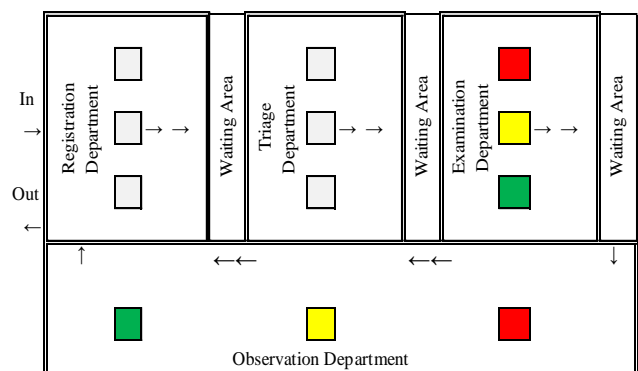 In
→
Out
←
Registration
Department
→ →
Waiting Area
Triage
Department
→ →
Waiting Area
Examination
Department
→ →
Waiting Area
↑
←←
←←
↓
Observation Department